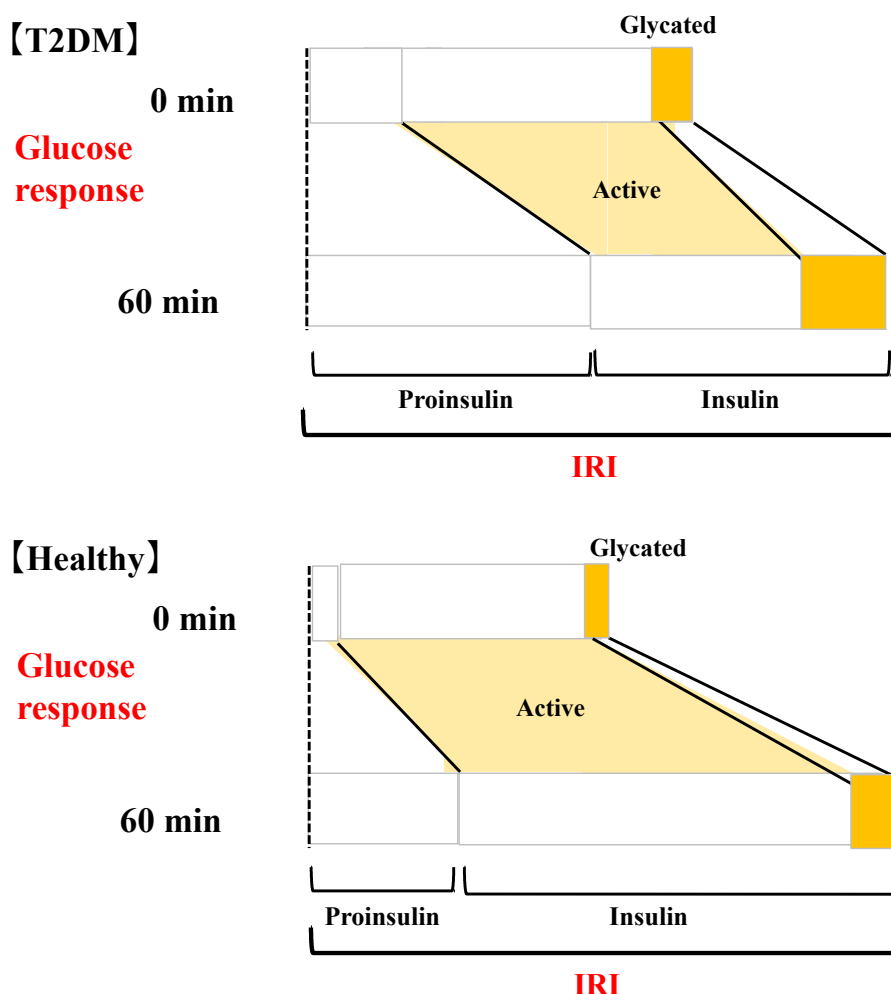 【T2DM】
Glycated
0 min
Glucose
response
Active
60 min
Proinsulin
Insulin
IRI
【Healthy】
Glycated
0 min
Glucose
response
Active
60 min
Proinsulin
Insulin
IRI